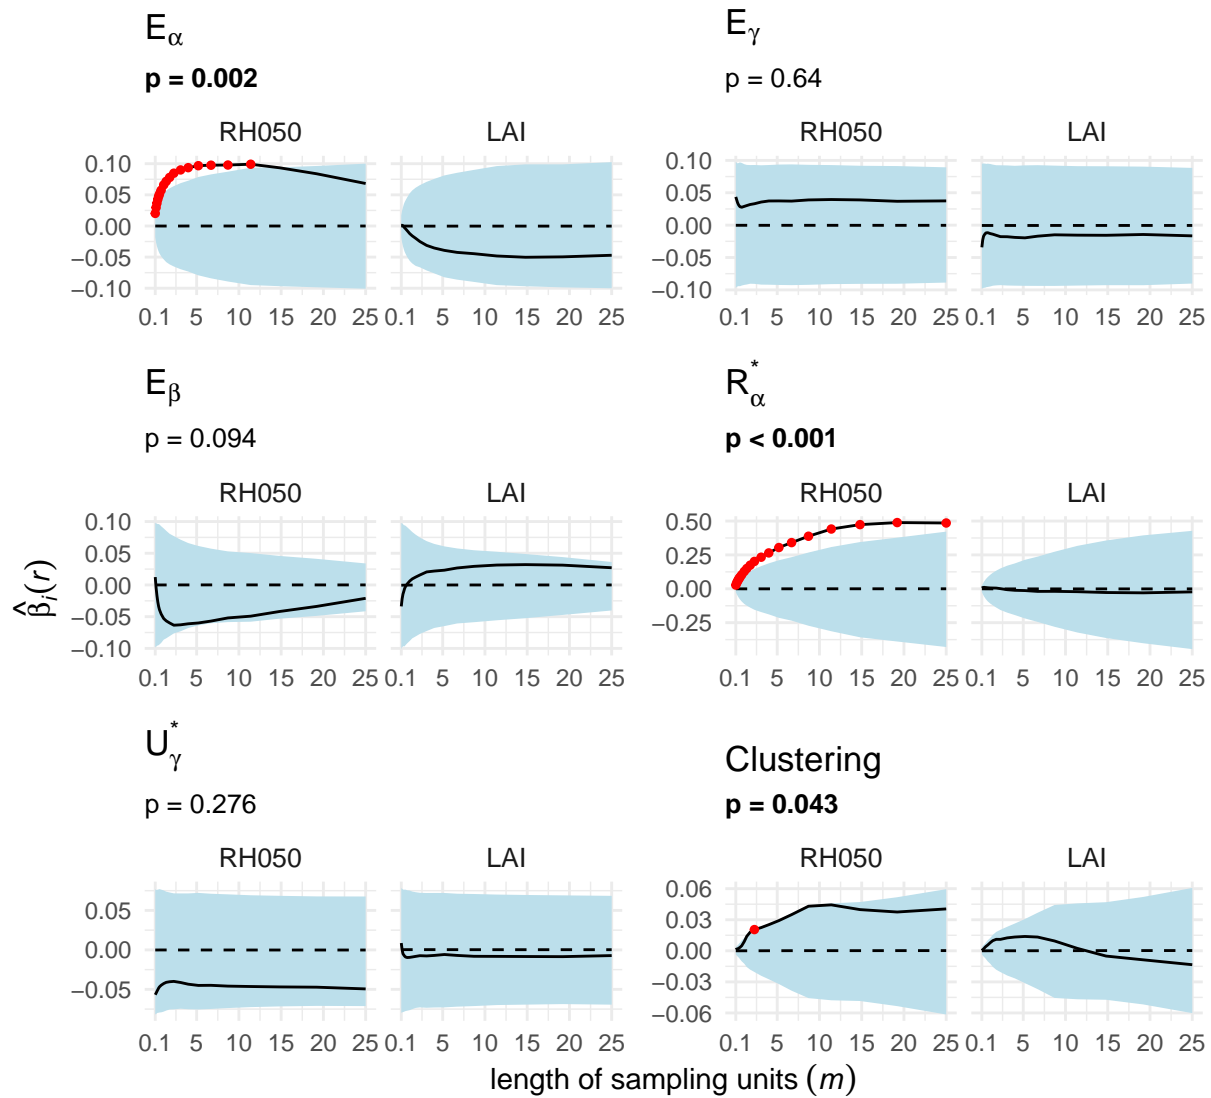 E_α
p = 0.002
RH050 LAI
0.10
0.05
0.00
−0.05
−0.10
0.1 5 10 15 20 25 0.1 5 10 15 20 25
E_γ
p = 0.64
RH050 LAI
0.10
0.05
0.00
−0.05
−0.10
0.1 5 10 15 20 25 0.1 5 10 15 20 25
E_β
p = 0.094
RH050 LAI
0.10
0.05
0.00
−0.05
−0.10
0.1 5 10 15 20 25 0.1 5 10 15 20 25
R*_α
p < 0.001
RH050 LAI
0.50
0.25
0.00
−0.25
0.1 5 10 15 20 25 0.1 5 10 15 20 25
U*_γ
p = 0.276
RH050 LAI
0.05
0.00
−0.05
0.1 5 10 15 20 25 0.1 5 10 15 20 25
Clustering
p = 0.043
RH050 LAI
0.06
0.03
0.00
−0.03
−0.06
0.1 5 10 15 20 25 0.1 5 10 15 20 25
β̂_i(r)
length of sampling units (m)